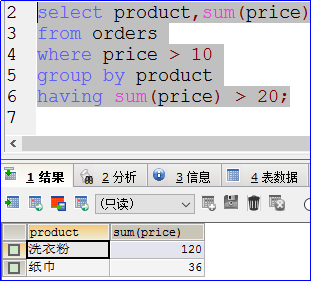 2 select product,sum(price)
3 from orders
4 where price > 10
5 group by product
6 having sum(price) > 20;
7
1 结果 2 分析 3 信息 4 表数据
(只读)
product sum(price)
洗衣粉 120
纸巾 36